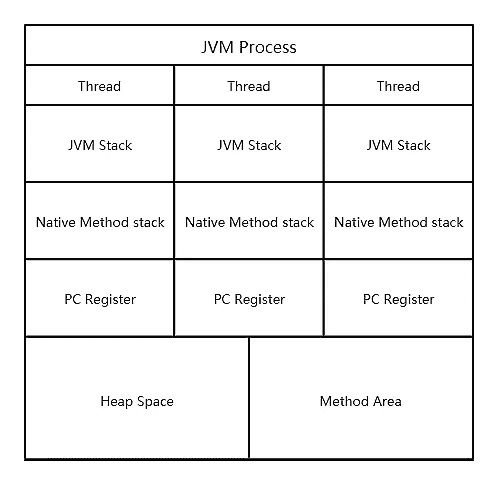 JVM Process
Thread Thread Thread
JVM Stack JVM Stack JVM Stack
Native Method stack Native Method stack Native Method stack
PC Register PC Register PC Register
Heap Space Method Area